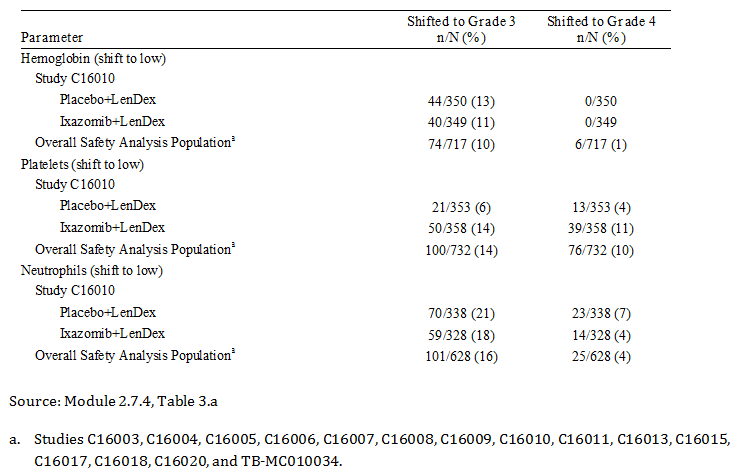 Parameter Shifted to Grade 3 n/N (%) Shifted to Grade 4 n/N (%)
Hemoglobin (shift to low)
Study C16010
Placebo+LenDex 44/350 (13) 0/350
Ixazomib+LenDex 40/349 (11) 0/349
Overall Safety Analysis Populationª 74/717 (10) 6/717 (1)
Platelets (shift to low)
Study C16010
Placebo+LenDex 21/353 (6) 13/353 (4)
Ixazomib+LenDex 50/358 (14) 39/358 (11)
Overall Safety Analysis Populationª 100/732 (14) 76/732 (10)
Neutrophils (shift to low)
Study C16010
Placebo+LenDex 70/338 (21) 23/338 (7)
Ixazomib+LenDex 59/328 (18) 14/328 (4)
Overall Safety Analysis Populationª 101/628 (16) 25/628 (4)
Source: Module 2.7.4, Table 3.a
a. Studies C16003, C16004, C16005, C16006, C16007, C16008, C16009, C16010, C16011, C16013, C16015,
C16017, C16018, C16020, and TB-MC010034.